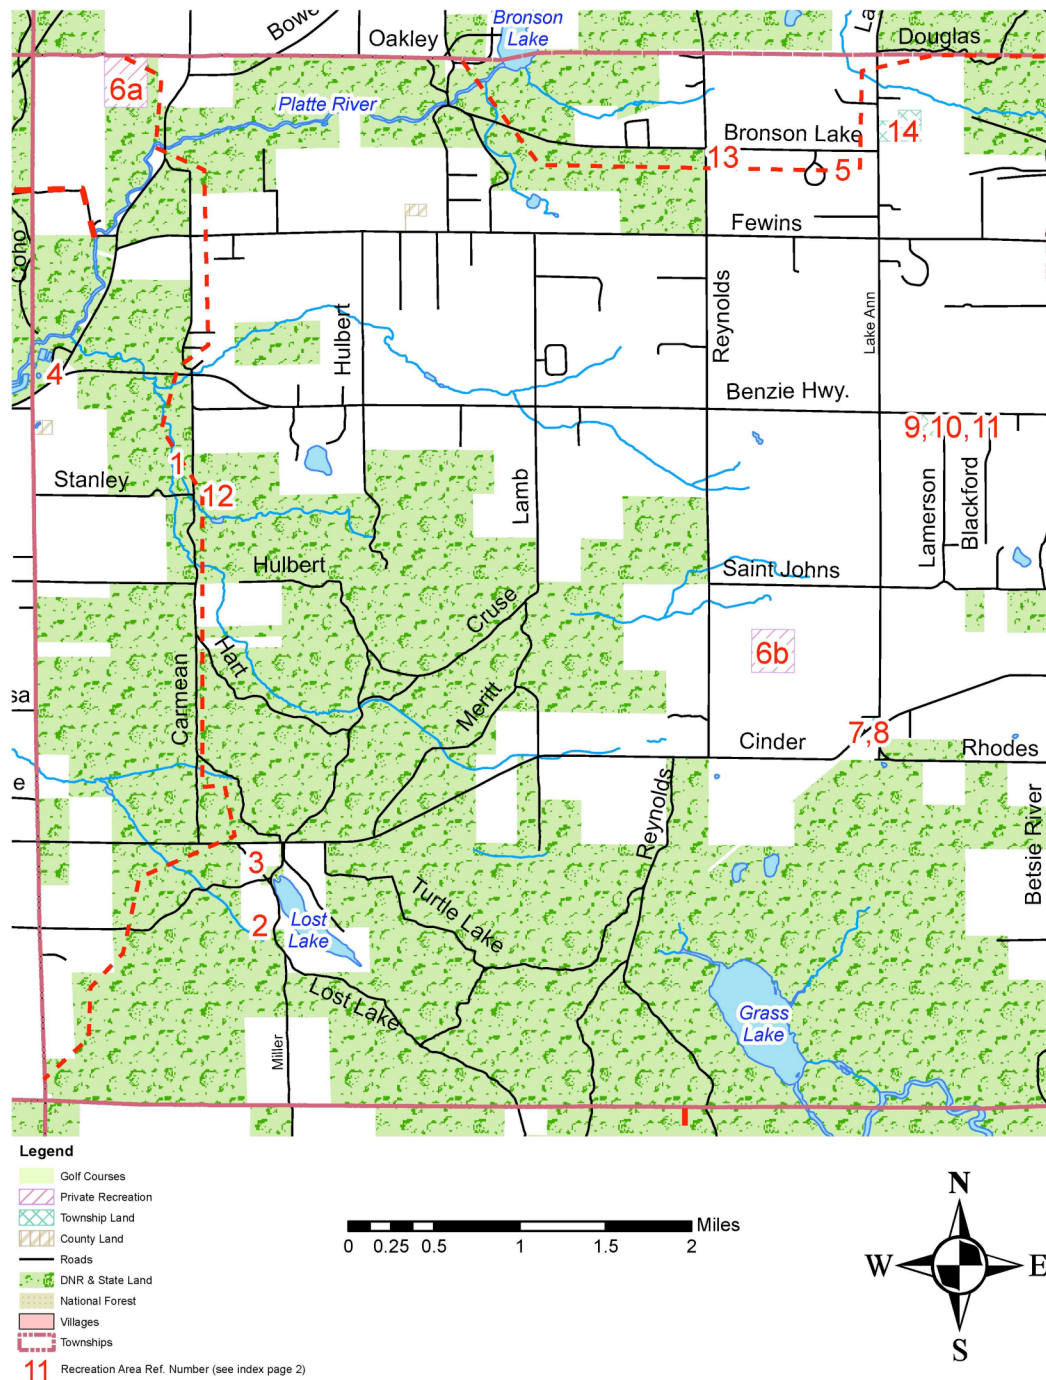 Bowe
Oakley
Bronson
Lake
La
Douglas
6a
Platte River
14
Bronson Lake
13
5
Fewins
Coho
Hulbert
Reynolds
Lake Ann
4
Benzie Hwy.
9,10,11
1
Stanley
12
Lamb
Lamerson
Blackford
Hulbert
Saint Johns
Cruse
Hart
6b
Carmean
Meritt
sa
7,8
Cinder
Rhodes
e
Reynolds
Betsie River
3
Turtle Lake
2
Lost
Lake
Lost Lake
Grass
Lake
Miller
Legend
Golf Courses
Private Recreation
Township Land
County Land
Roads
DNR & State Land
National Forest
Villages
Townships
11 Recreation Area Ref. Number (see index page 2)
Miles
0 0.25 0.5 1 1.5 2
N
W E
S